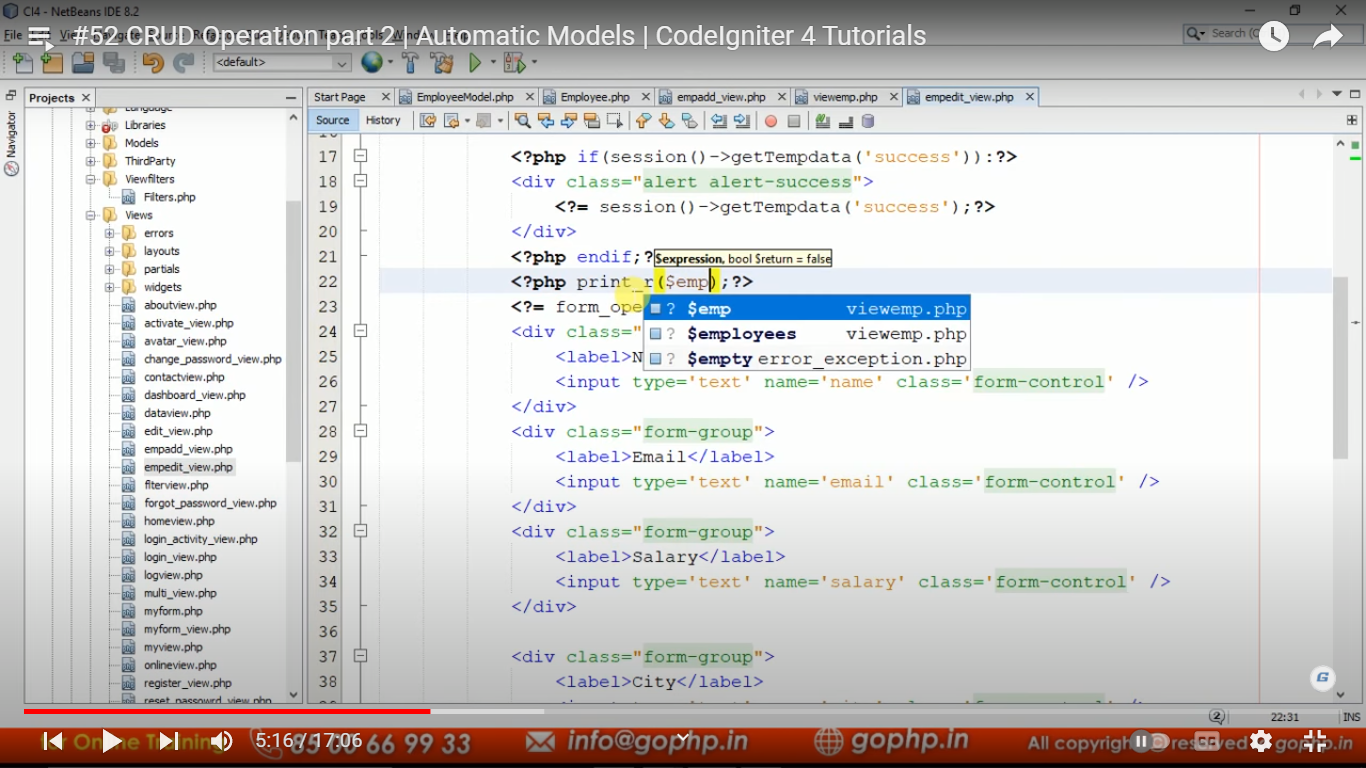 CI4 - NetBeans IDE 8.2
#52 CRUD Operation part 2 | Automatic Models | CodeIgniter 4 Tutorials
File
Search (C
<default>
Projects
Start Page
EmployeeModel.php
Employee.php
empadd_view.php
viewemp.php
empedit_view.php
Source
History
Navigator
Language
Libraries
Models
ThirdParty
Viewfilters
Filters.php
Views
errors
layouts
partials
widgets
aboutview.php
activate_view.php
avatar_view.php
change_password_view.php
contactview.php
dashboard_view.php
dataview.php
edit_view.php
empadd_view.php
empedit_view.php
flterview.php
forgot_password_view.php
homeview.php
login_activity_view.php
login_view.php
logview.php
multi_view.php
myform.php
myform_view.php
myview.php
onlineview.php
register_view.php
reset_passowrd_view.php
16
17 <?php if(session()->getTempdata('success')):?>
18 <div class="alert alert-success">
19 <?= session()->getTempdata('success');?>
20 </div>
21 <?php endif;?
$expression, bool $return = false
22 <?php print_r($emp);?>
23 <?= form_ope
$emp viewemp.php
$employees viewemp.php
$empty error_exception.php
24 <div class="
25 <label>N
26 <input type='text' name='name' class='form-control' />
27 </div>
28 <div class="form-group">
29 <label>Email</label>
30 <input type='text' name='email' class='form-control' />
31 </div>
32 <div class="form-group">
33 <label>Salary</label>
34 <input type='text' name='salary' class='form-control' />
35 </div>
36
37 <div class="form-group">
38 <label>City</label>
2
22:31
INS
for Online Training
5:16 / 17:06
66 99 33
info@gophp.in
gophp.in
All copyright
reserved
gophp.in
CC
G